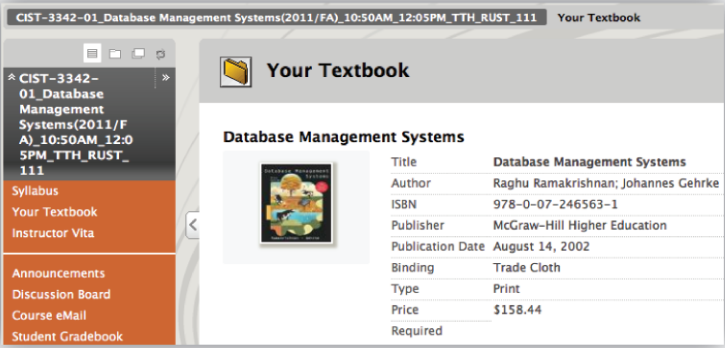 CIST-3342-01_Database Management Systems(2011/FA)_10:50AM_12:05PM_TTH_RUST_111 Your Textbook
CIST-3342-
01_Database
Management
Systems(2011/F
A)_10:50AM_12:0
5PM_TTH_RUST_
111
Syllabus
Your Textbook
Instructor Vita
Announcements
Discussion Board
Course eMail
Student Gradebook
Your Textbook
Database Management Systems
Database Management
Systems
Title Database Management Systems
Author Raghu Ramakrishnan; Johannes Gehrke
ISBN 978-0-07-246563-1
Publisher McGraw-Hill Higher Education
Publication Date August 14, 2002
Binding Trade Cloth
Type Print
Price $158.44
Required